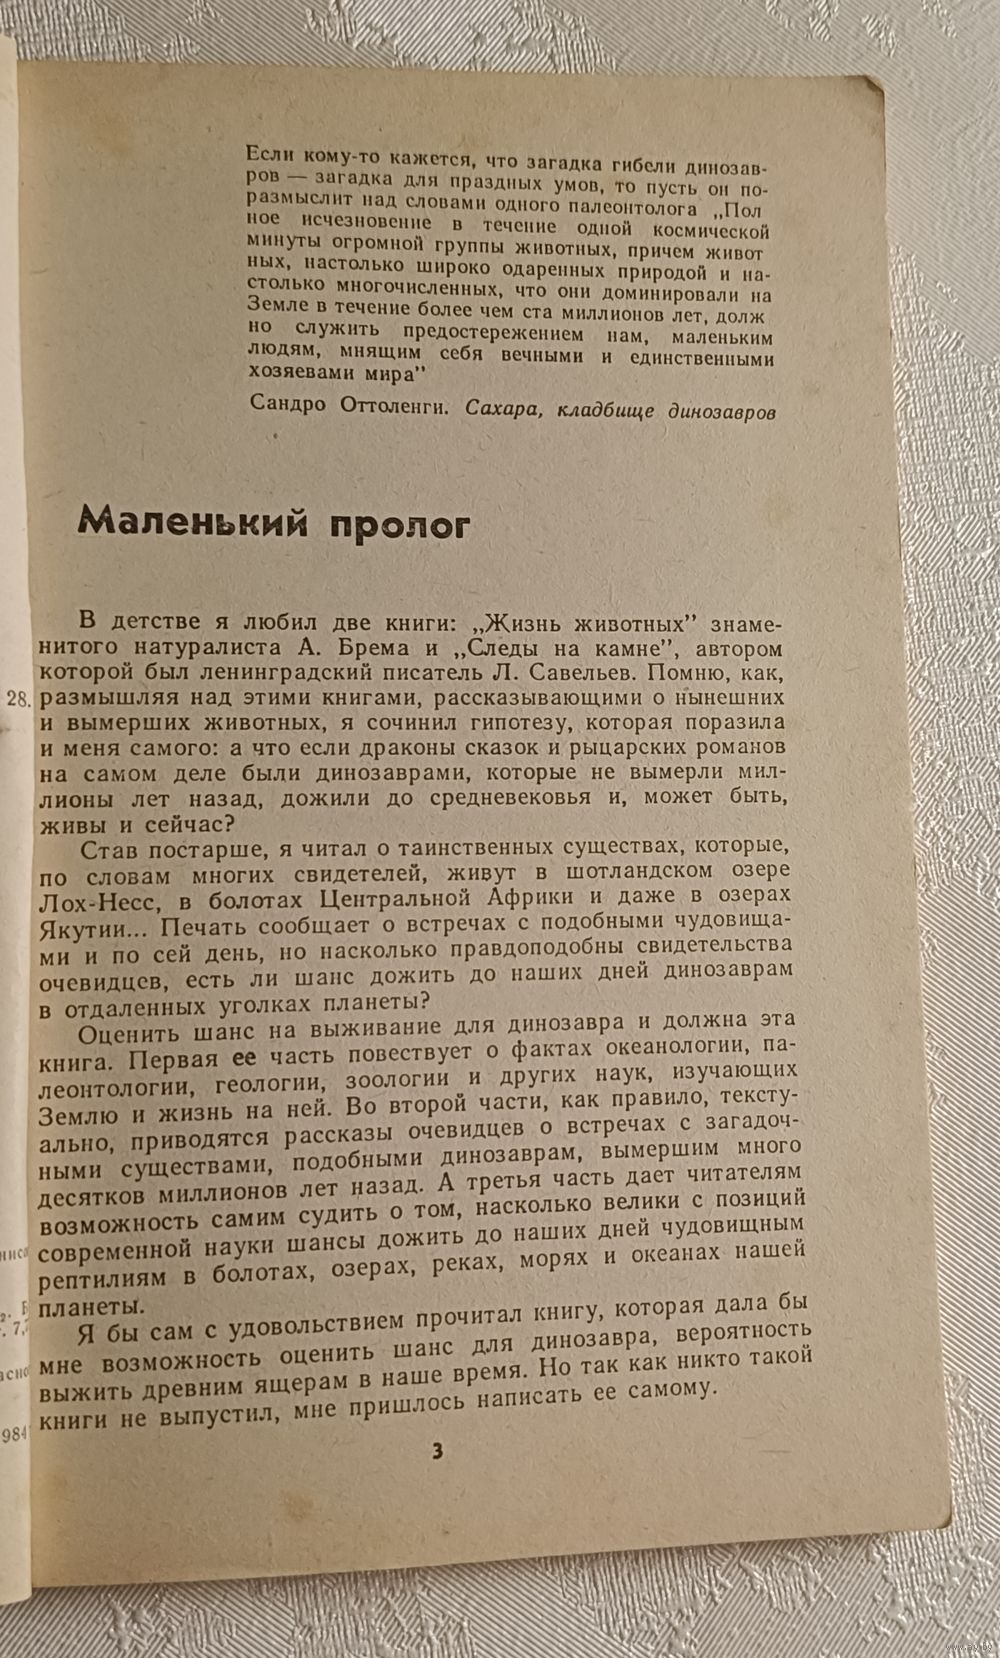 Если кому-то кажется, что загадка гибели динозав-
ров — загадка для праздных умов, то пусть он по-
размыслит над словами одного палеонтолога „Пол
ное исчезновение в течение одной космической
минуты огромной группы животных, причем живот
ных, настолько широко одаренных природой и на-
столько многочисленных, что они доминировали на
Земле в течение более чем ста миллионов лет, долж
но служить предостережением нам, маленьким
людям, мнящим себя вечными и единственными
хозяевами мира”
Сандро Оттоленги. Сахара, кладбище динозавров
Маленький пролог
В детстве я любил две книги: „Жизнь животных” знаме-
нитого натуралиста А. Брема и „Следы на камне”, автором
которой был ленинградский писатель Л. Савельев. Помню, как,
размышляя над этими книгами, рассказывающими о нынешних
и вымерших животных, я сочинил гипотезу, которая поразила
и меня самого: а что если драконы сказок и рыцарских романов
на самом деле были динозаврами, которые не вымерли мил-
лионы лет назад, дожили до средневековья и, может быть,
живы и сейчас?
Став постарше, я читал о таинственных существах, которые,
по словам многих свидетелей, живут в шотландском озере
Лох-Несс, в болотах Центральной Африки и даже в озерах
Якутии... Печать сообщает о встречах с подобными чудовища-
ми и по сей день, но насколько правдоподобны свидетельства
очевидцев, есть ли шанс дожить до наших дней динозаврам
в отдаленных уголках планеты?
Оценить шанс на выживание для динозавра и должна эта
книга. Первая ее часть повествует о фактах океанологии, па-
леонтологии, геологии, зоологии и других наук, изучающих
Землю и жизнь на ней. Во второй части, как правило, тексту-
ально, приводятся рассказы очевидцев о встречах с загадоч-
ными существами, подобными динозаврам, вымершим много
десятков миллионов лет назад. А третья часть дает читателям
возможность самим судить о том, насколько велики с позиций
современной науки шансы дожить до наших дней чудовищным
рептилиям в болотах, озерах, реках, морях и океанах нашей
планеты.
Я бы сам с удовольствием прочитал книгу, которая дала бы
мне возможность оценить шанс для динозавра, вероятность
выжить древним ящерам в наше время. Но так как никто такой
книги не выпустил, мне пришлось написать ее самому.
3
28.
984